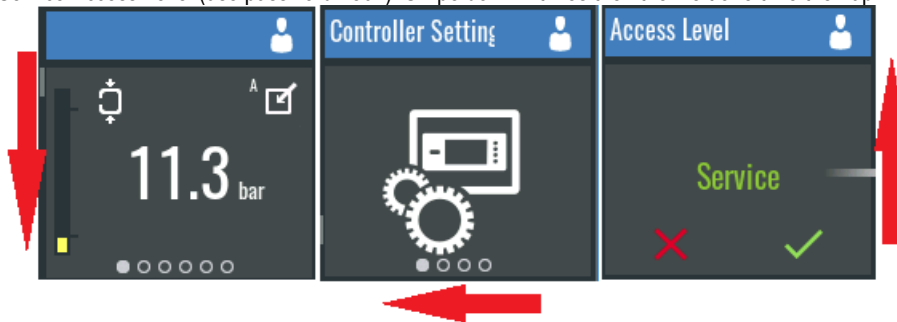 Controller Setting
Access Level
A
11.3 bar
Service